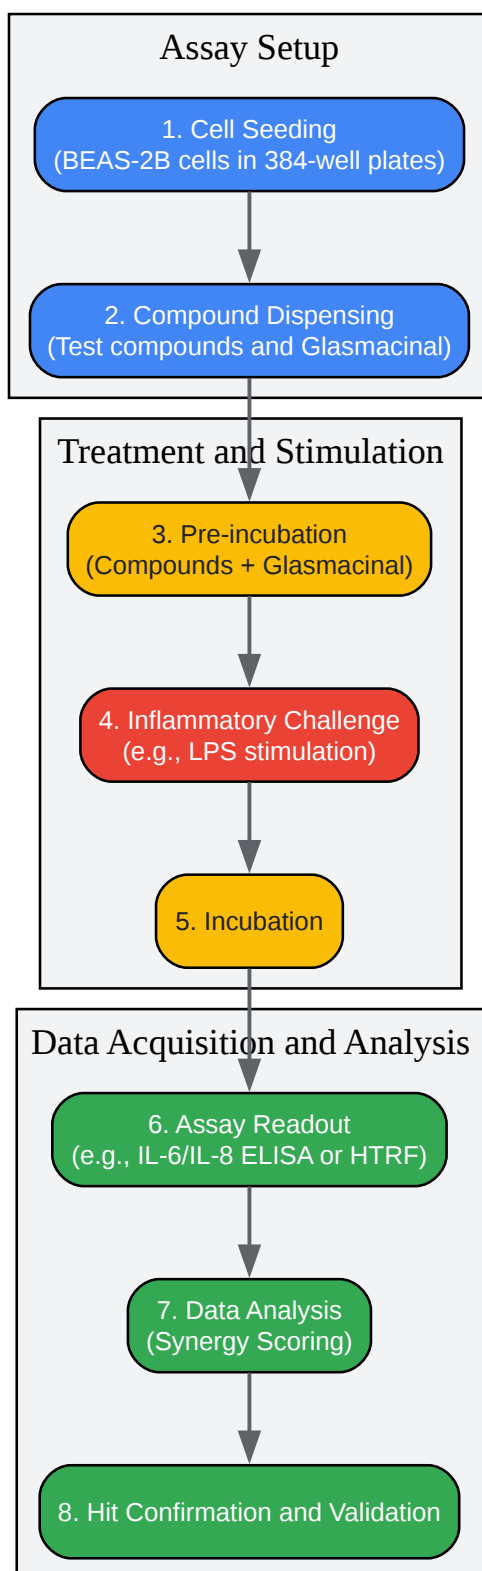 Assay Setup
1. Cell Seeding
(BEAS-2B cells in 384-well plates)
2. Compound Dispensing
(Test compounds and Glasmacinal)
Treatment and Stimulation
3. Pre-incubation
(Compounds + Glasmacinal)
4. Inflammatory Challenge
(e.g., LPS stimulation)
5. Incubation
Data Acquisition and Analysis
6. Assay Readout
(e.g., IL-6/IL-8 ELISA or HTRF)
7. Data Analysis
(Synergy Scoring)
8. Hit Confirmation and Validation